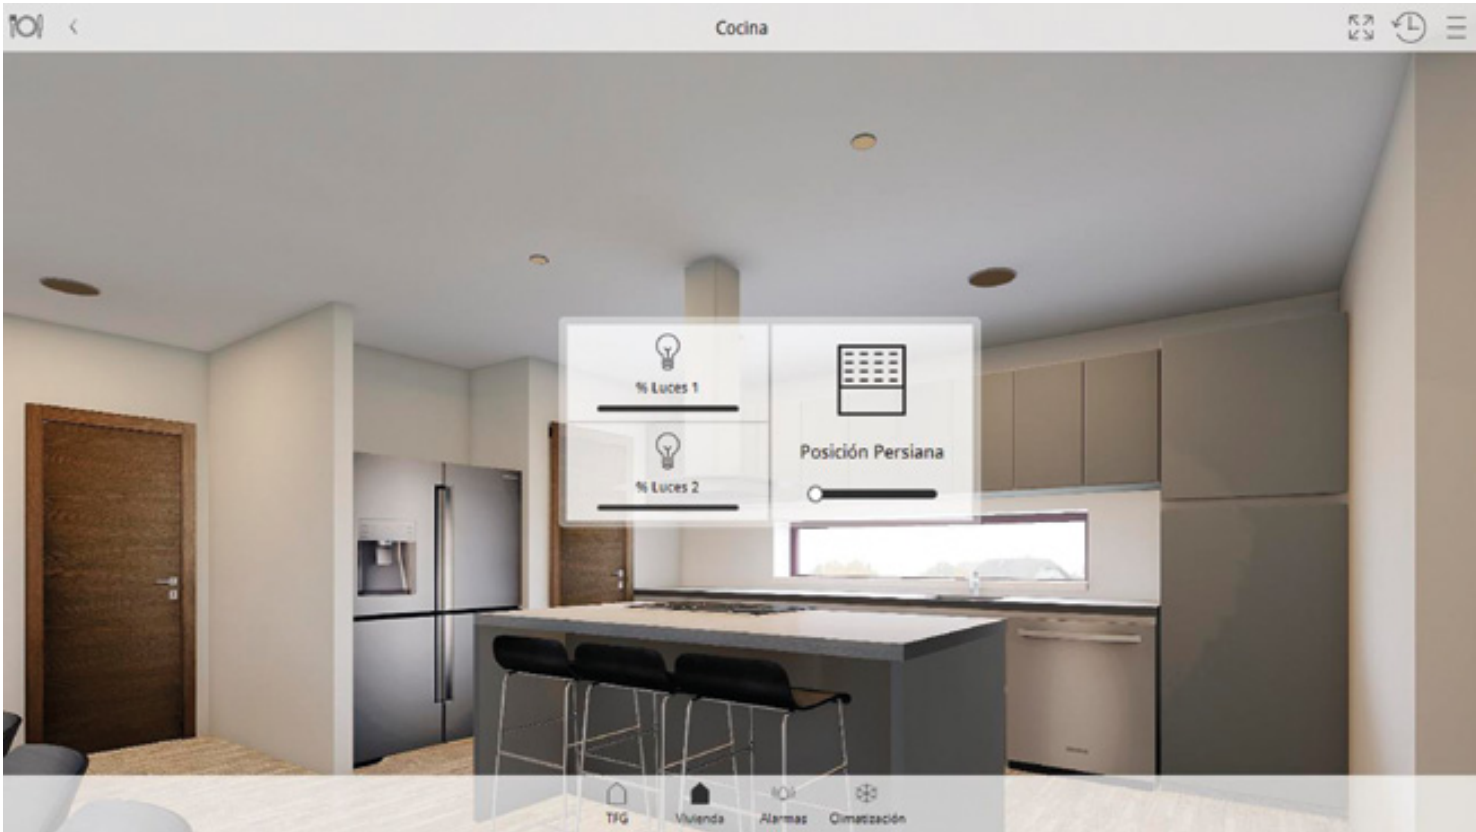 Cocina
% Luces 1
% Luces 2
Posición Persiana
TFG
Vivienda
Alarmas
Climatización